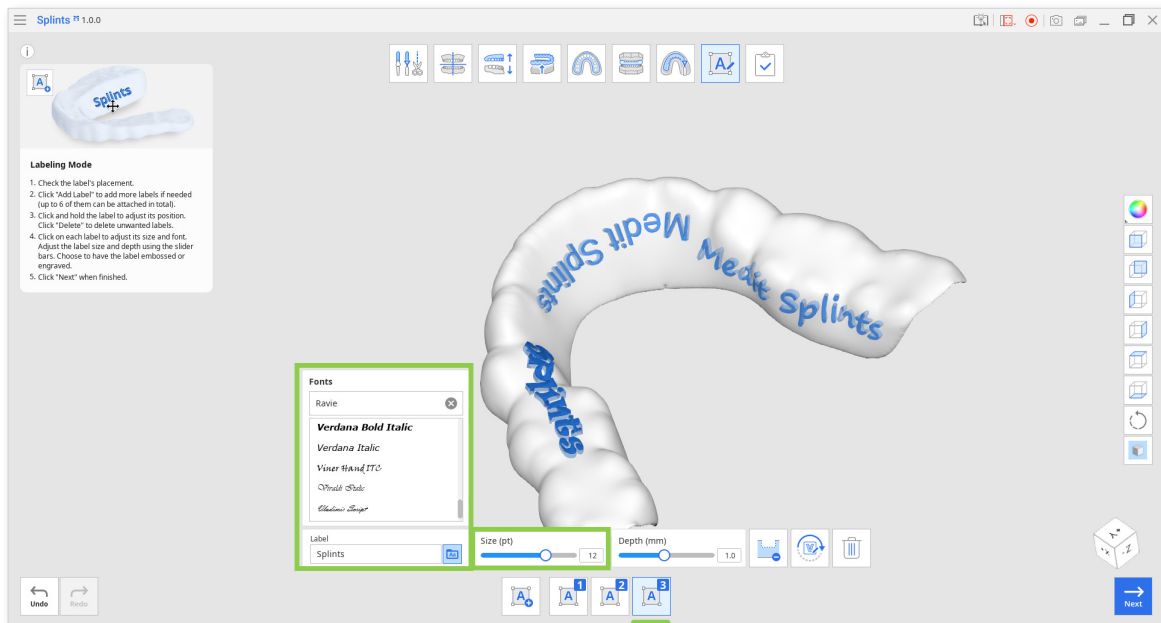 Splints 1.0.0
Splints
Labeling Mode
1. Check the label's placement.
2. Click "Add Label" to add more labels if needed
(up to 6 of them can be attached in total).
3. Click and hold the label to adjust its position.
Click "Delete" to delete unwanted labels.
4. Click on each label to adjust its size and font.
Adjust the label size and depth using the slider
bars. Choose to have the label embossed or
engraved.
5. Click "Next" when finished.
Medit Splints
Medit Splints
Splints
Fonts
Ravie
Verdana Bold Italic
Verdana Italic
Viner Hand ITC
Vivaldi Italic
Vladimir Script
Label
Splints
Size (pt)
12
Depth (mm)
1.0
Undo
Redo
A
A 1
A 2
A 3
Next